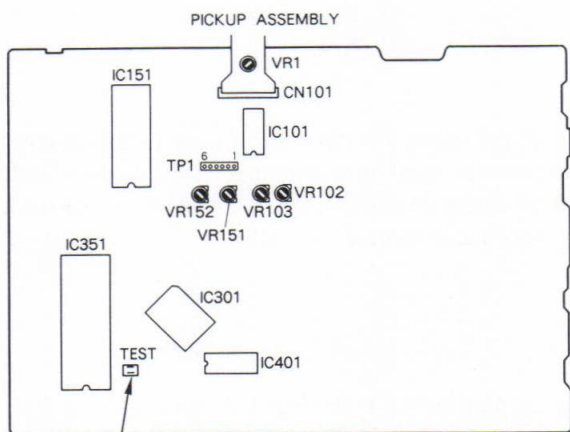 PICKUP ASSEMBLY
VR1
IC151
CN101
IC101
TP1
6 1
VR152
VR151
VR103
VR102
IC351
IC301
TEST
IC401